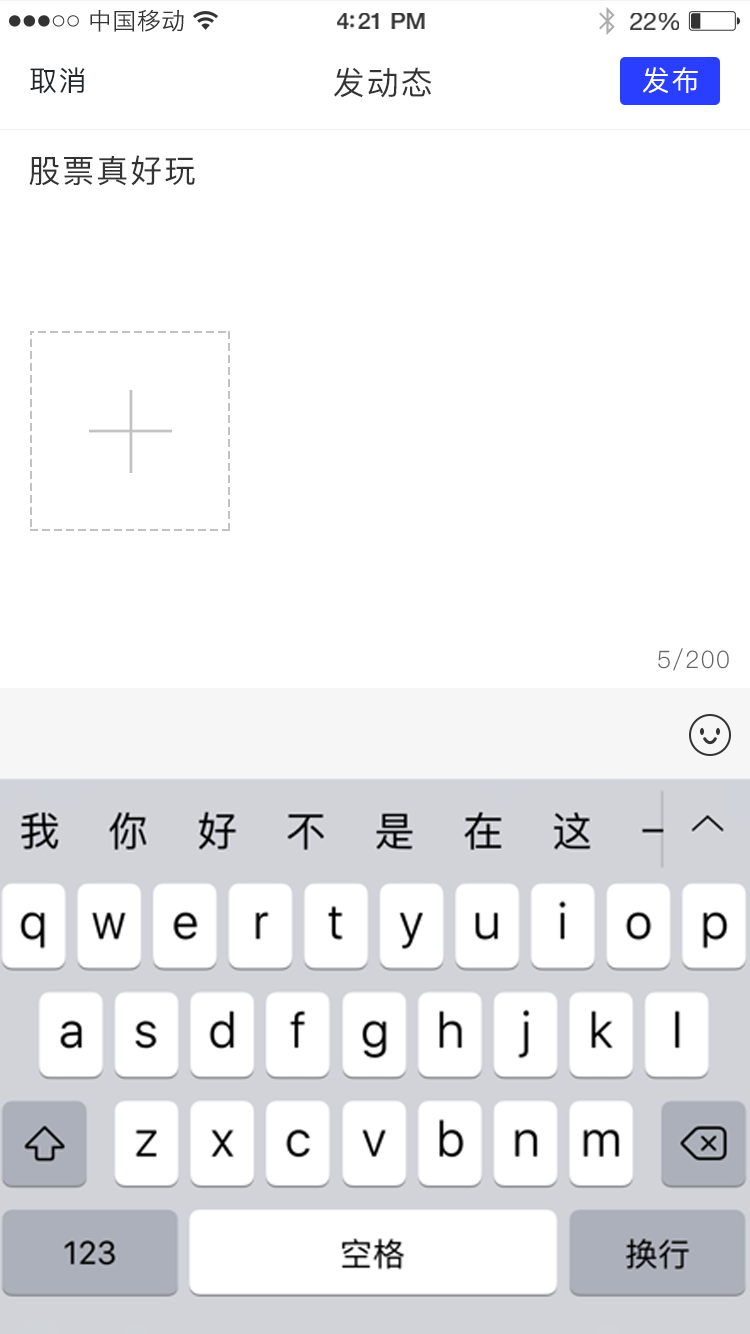 中国移动 4:21 PM 22%
取消 发动态 发布
股票真好玩
5/200
我 你 好 不 是 在 这 一
q w e r t y u i o p
a s d f g h j k l
z x c v b n m
123 空格 换行